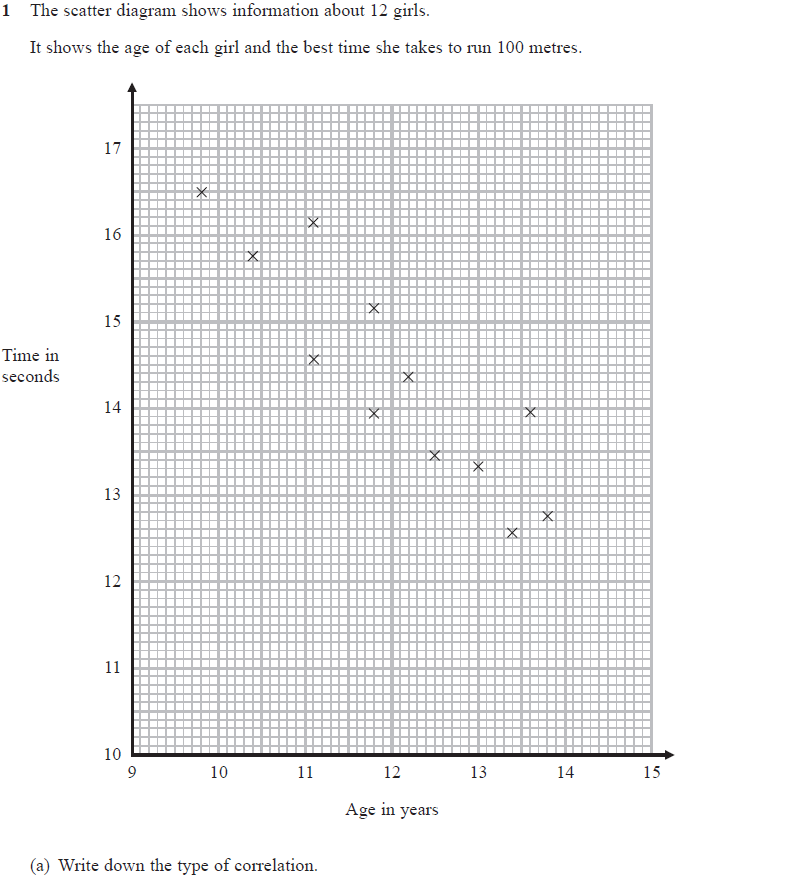 1 The scatter diagram shows information about 12 girls.
It shows the age of each girl and the best time she takes to run 100 metres.
17
16
15
Time in
seconds
14
13
12
11
10
9 10 11 12 13 14 15
Age in years
(a) Write down the type of correlation.